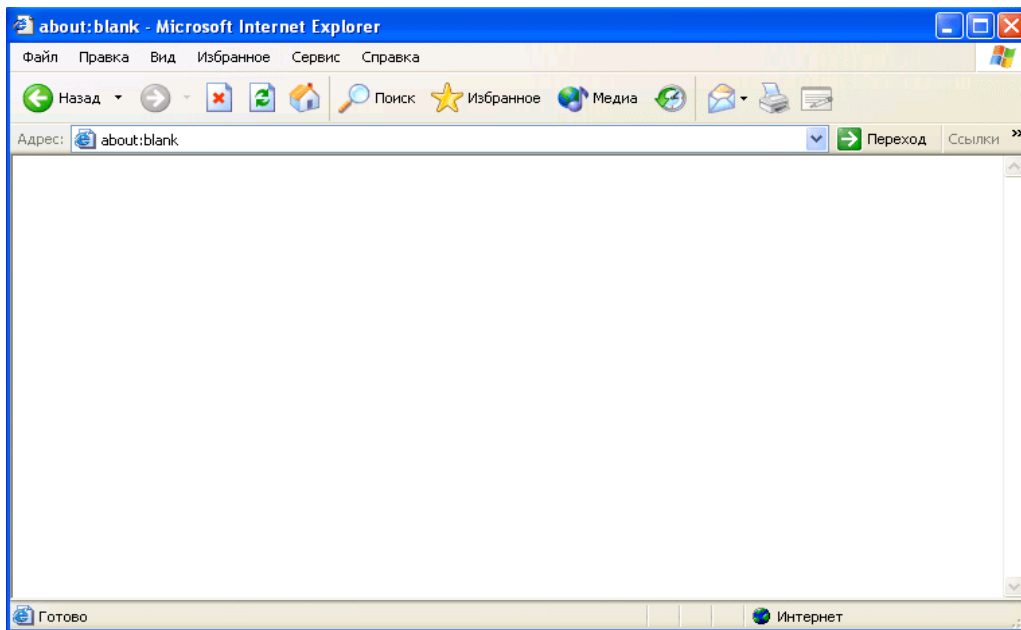 about:blank - Microsoft Internet Explorer
Файл Правка Вид Избранное Сервис Справка
Назад Поиск Избранное Медиа
Адрес: about:blank Переход Ссылки »
Готово Интернет